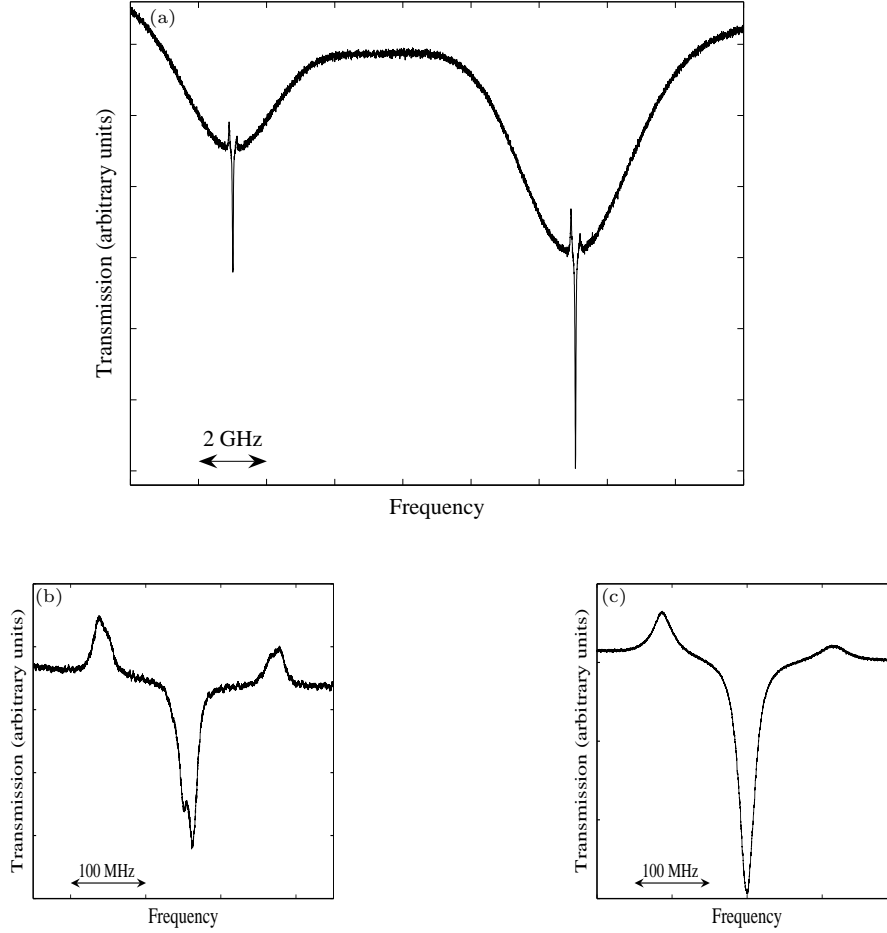 (a)
Transmission (arbitrary units)
2 GHz
Frequency
(b)
Transmission (arbitrary units)
100 MHz
Frequency
(c)
Transmission (arbitrary units)
100 MHz
Frequency